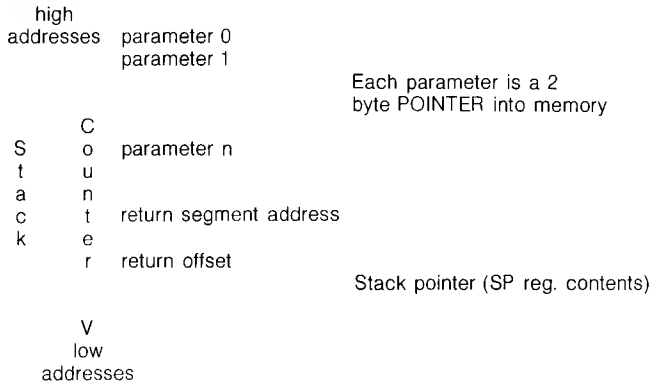 high
addresses parameter 0
parameter 1
Each parameter is a 2
byte POINTER into memory
C
S o parameter n
t u
a n
c t return segment address
k e
r return offset
Stack pointer (SP reg. contents)
V
low
addresses